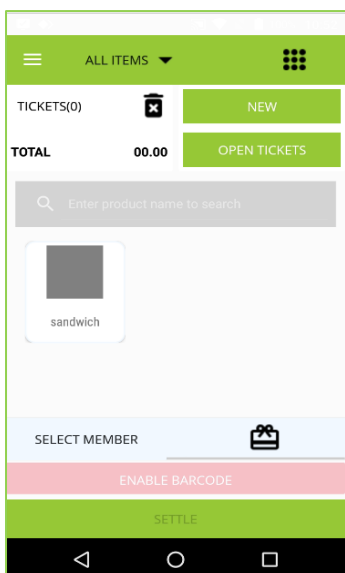 ALL ITEMS
TICKETS(0)
NEW
TOTAL 00.00
OPEN TICKETS
Enter product name to search
sandwich
SELECT MEMBER
ENABLE BARCODE
SETTLE